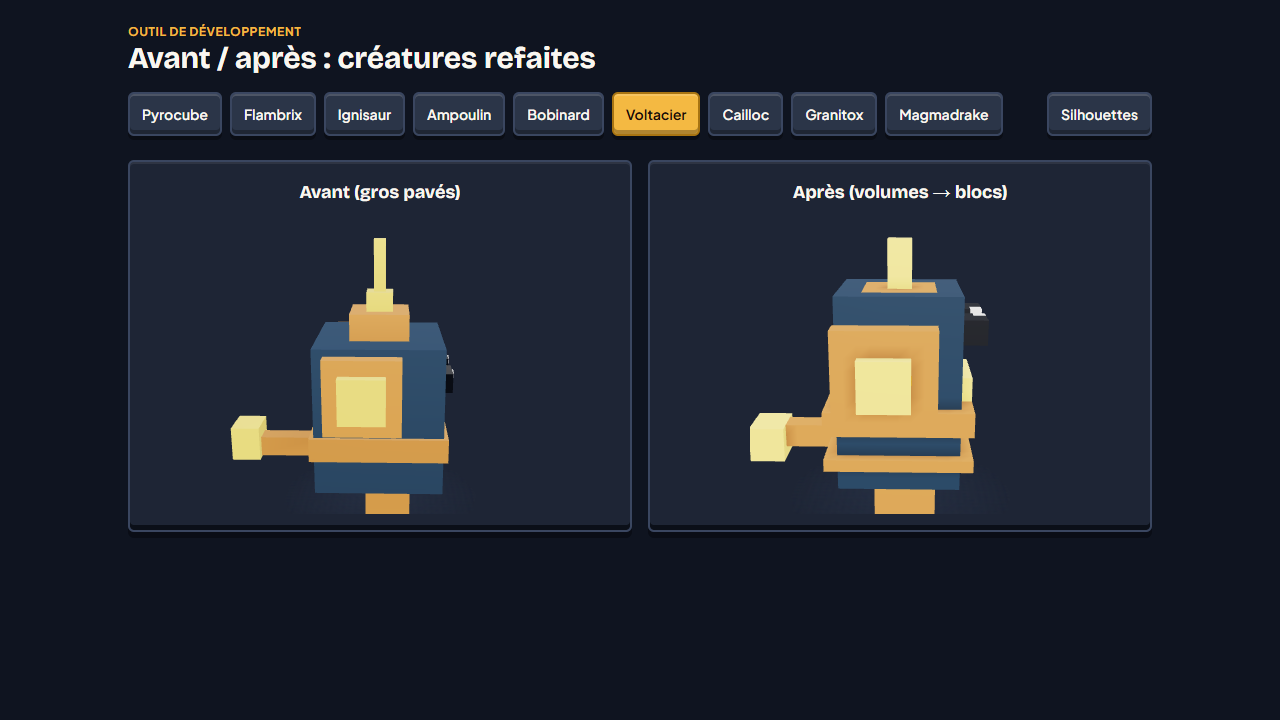 OUTIL DE DÉVELOPPEMENT
Avant / après : créatures refaites
Pyrocube
Flambrix
Ignisaur
Ampoulin
Bobinard
Voltacier
Cailloc
Granitox
Magmadrake
Silhouettes
Avant (gros pavés)
Après (volumes → blocs)